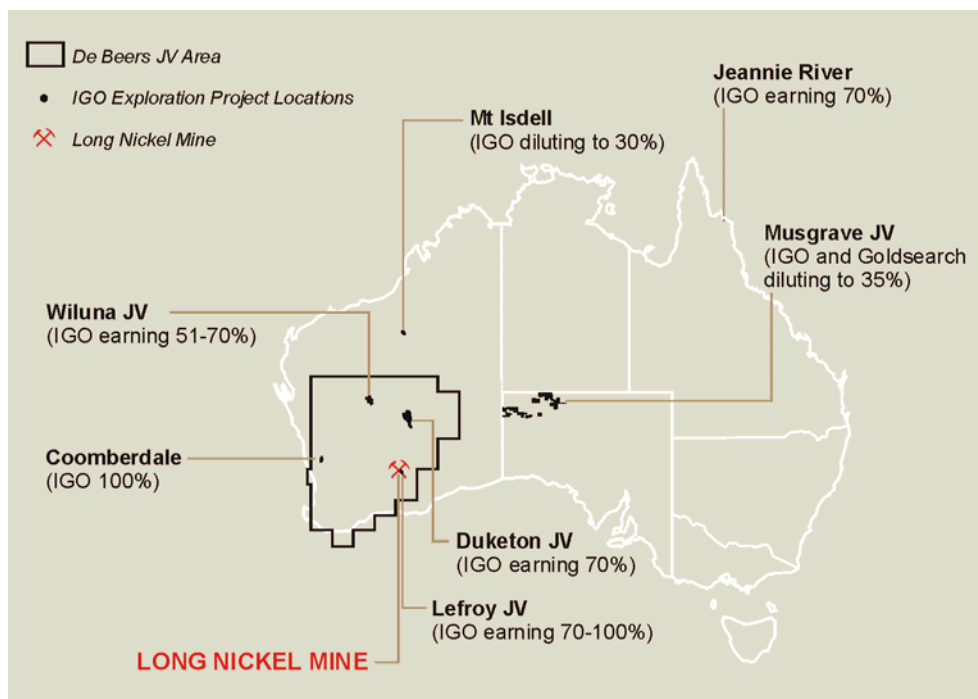 De Beers JV Area
IGO Exploration Project Locations
Long Nickel Mine
Jeannie River
(IGO earning 70%)
Mt Isdell
(IGO diluting to 30%)
Musgrave JV
(IGO and Goldsearch
diluting to 35%)
Wiluna JV
(IGO earning 51-70%)
Coomberdale
(IGO 100%)
Duketon JV
(IGO earning 70%)
Lefroy JV
(IGO earning 70-100%)
LONG NICKEL MINE